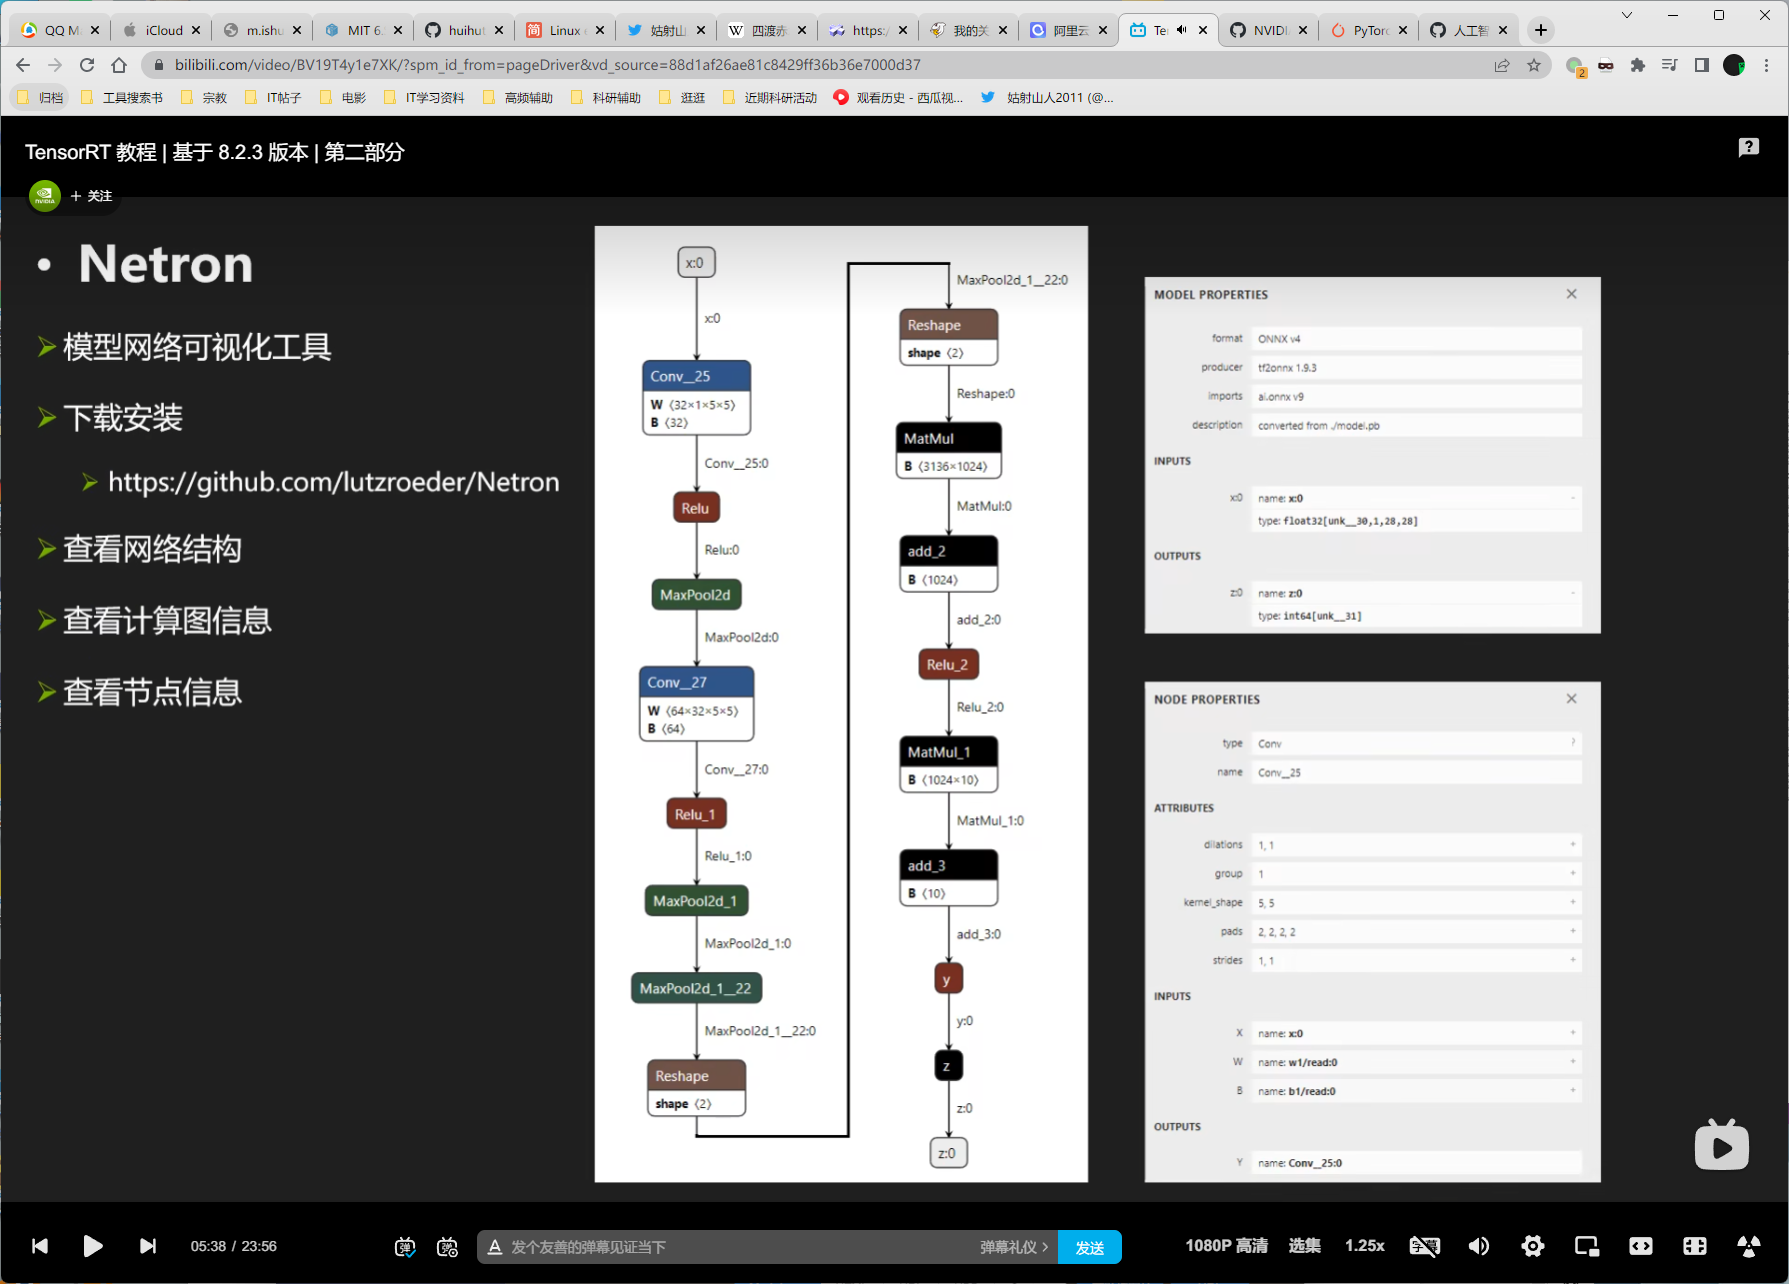 QQ M
iCloud
m.ishu
MIT 6.
huihut
Linux
姑射山
四渡赤
https:/
我的关
阿里云
Te
NVIDI
PyTorc
人工智
bilibili.com/video/BV19T4y1e7XK/?spm_id_from=pageDriver&vd_source=88d1af26ae81c8429ff36b36e7000d37
2
归档
工具搜索书
宗教
IT帖子
电影
IT学习资料
高频辅助
科研辅助
逛逛
近期科研活动
观看历史 - 西瓜视...
姑射山人2011 (@...
TensorRT 教程 | 基于 8.2.3 版本 | 第二部分
NVIDIA
+ 关注
• Netron
模型网络可视化工具
下载安装
https://github.com/lutzroeder/Netron
查看网络结构
查看计算图信息
查看节点信息
x:0
x:0
Conv__25
W ⟨32×1×5×5⟩
B ⟨32⟩
Conv__25:0
Relu
Relu:0
MaxPool2d
MaxPool2d:0
Conv__27
W ⟨64×32×5×5⟩
B ⟨64⟩
Conv__27:0
Relu_1
Relu_1:0
MaxPool2d_1
MaxPool2d_1:0
MaxPool2d_1__22
MaxPool2d_1__22:0
Reshape
shape ⟨2⟩
MaxPool2d_1__22:0
Reshape
shape ⟨2⟩
Reshape:0
MatMul
B ⟨3136×1024⟩
MatMul:0
add_2
B ⟨1024⟩
add_2:0
Relu_2
Relu_2:0
MatMul_1
B ⟨1024×10⟩
MatMul_1:0
add_3
B ⟨10⟩
add_3:0
y
y:0
z
z:0
z:0
MODEL PROPERTIES
format ONNX v4
producer tf2onnx 1.9.3
imports ai.onnx v9
description converted from ./model.pb
INPUTS
x:0 name: x:0
type: float32[unk__30,1,28,28]
OUTPUTS
z:0 name: z:0
type: int64[unk__31]
NODE PROPERTIES
type Conv ?
name Conv__25
ATTRIBUTES
dilations 1, 1 +
group 1 +
kernel_shape 5, 5 +
pads 2, 2, 2, 2 +
strides 1, 1 +
INPUTS
X name: x:0 +
W name: w1/read:0 +
B name: b1/read:0 +
OUTPUTS
Y name: Conv__25:0
05:38 / 23:56
弹
弹
A 发个友善的弹幕见证当下
弹幕礼仪 >
发送
1080P 高清
选集
1.25x
字幕